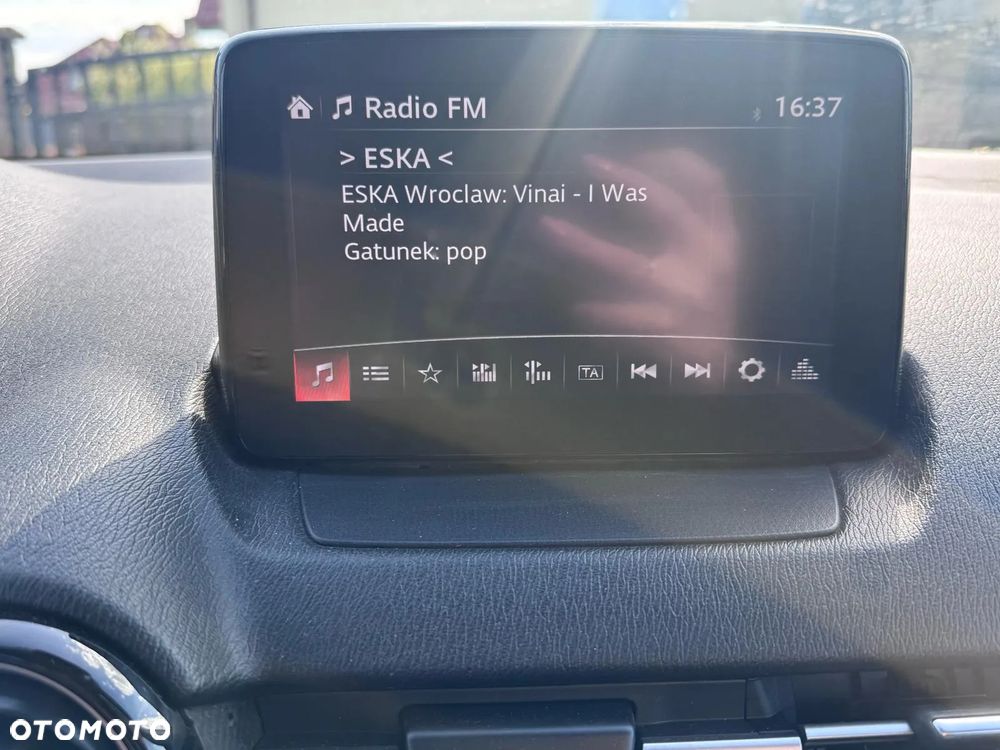 Radio FM 16:37
> ESKA <
ESKA Wroclaw: Vinai - I Was
Made
Gatunek: pop
TA
OTOMOTO